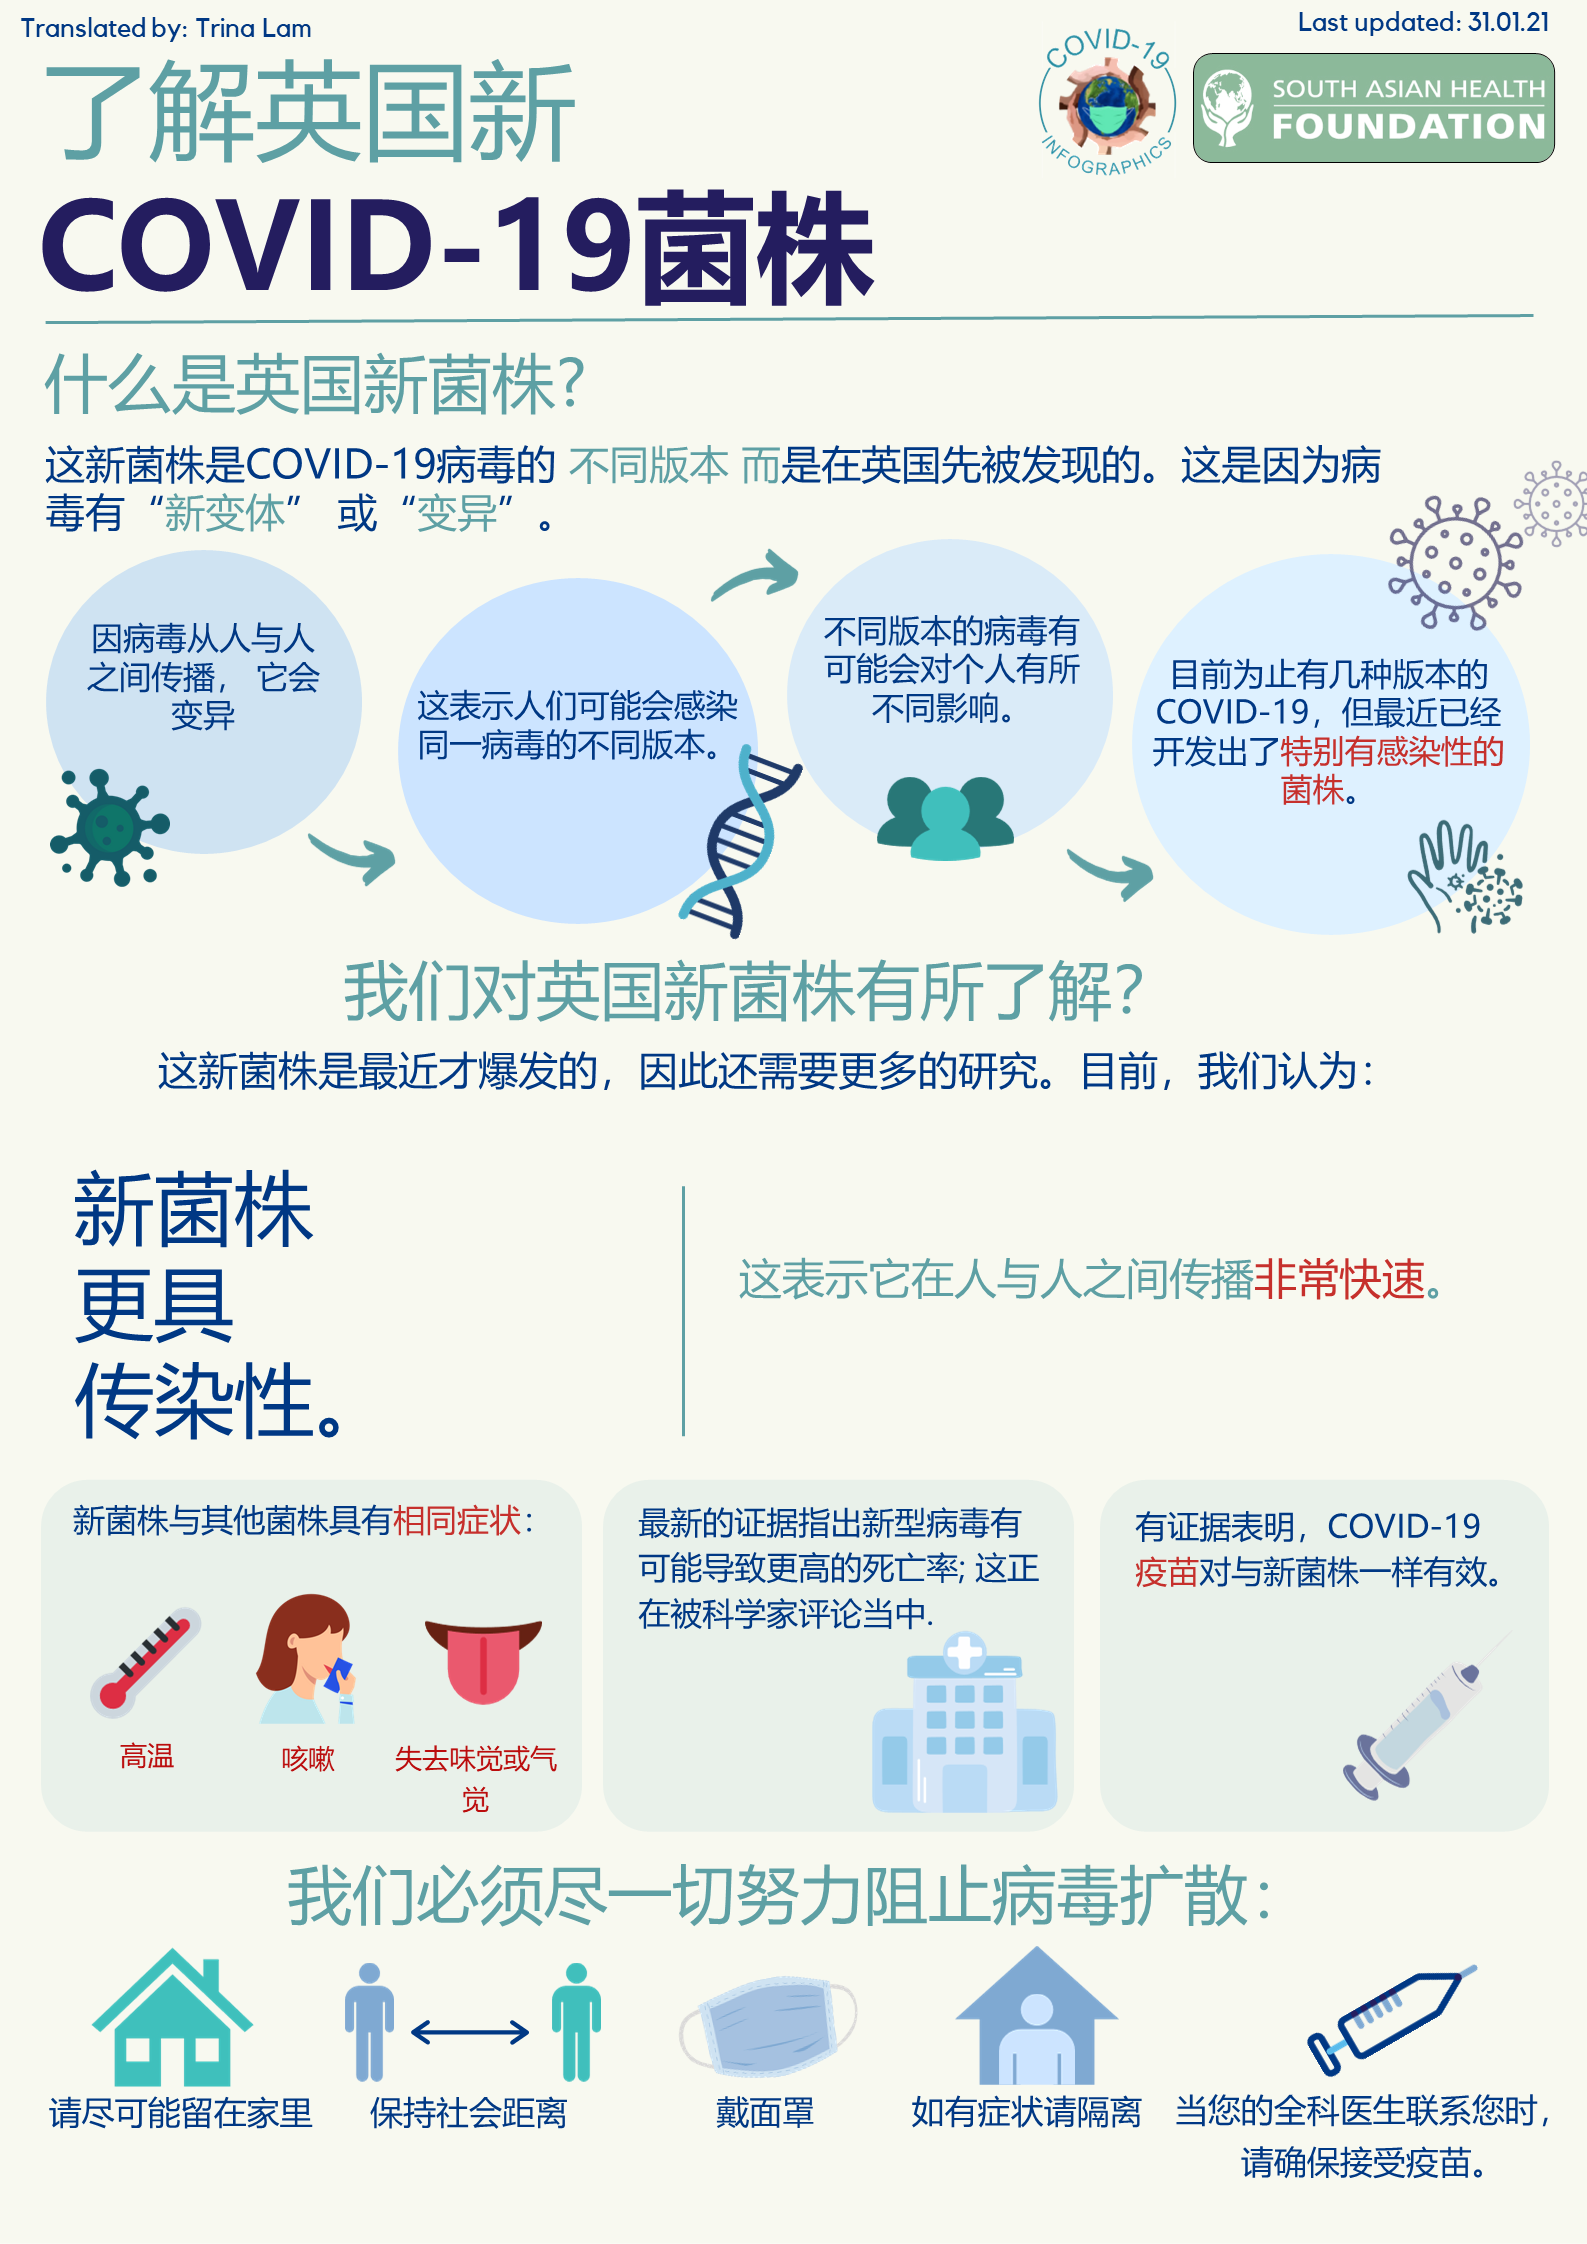 Translated by: Trina Lam
Last updated: 31.01.21
COVID-19
INFOGRAPHICS
SOUTH ASIAN HEALTH
FOUNDATION
了解英国新
COVID-19菌株
什么是英国新菌株？
这新菌株是COVID-19病毒的 不同版本 而是在英国先被发现的。这是因为病
毒有“新变体” 或“变异”。
因病毒从人与人
之间传播， 它会
变异
这表示人们可能会感染
同一病毒的不同版本。
不同版本的病毒有
可能会对个人有所
不同影响。
目前为止有几种版本的
COVID-19，但最近已经
开发出了特别有感染性的
菌株。
我们对英国新菌株有所了解？
这新菌株是最近才爆发的，因此还需要更多的研究。目前，我们认为：
新菌株
更具
传染性。
这表示它在人与人之间传播非常快速。
新菌株与其他菌株具有相同症状：
高温
咳嗽
失去味觉或气
觉
最新的证据指出新型病毒有
可能导致更高的死亡率; 这正
在被科学家评论当中.
有证据表明，COVID-19
疫苗对与新菌株一样有效。
我们必须尽一切努力阻止病毒扩散：
请尽可能留在家里
保持社会距离
戴面罩
如有症状请隔离
当您的全科医生联系您时，
请确保接受疫苗。